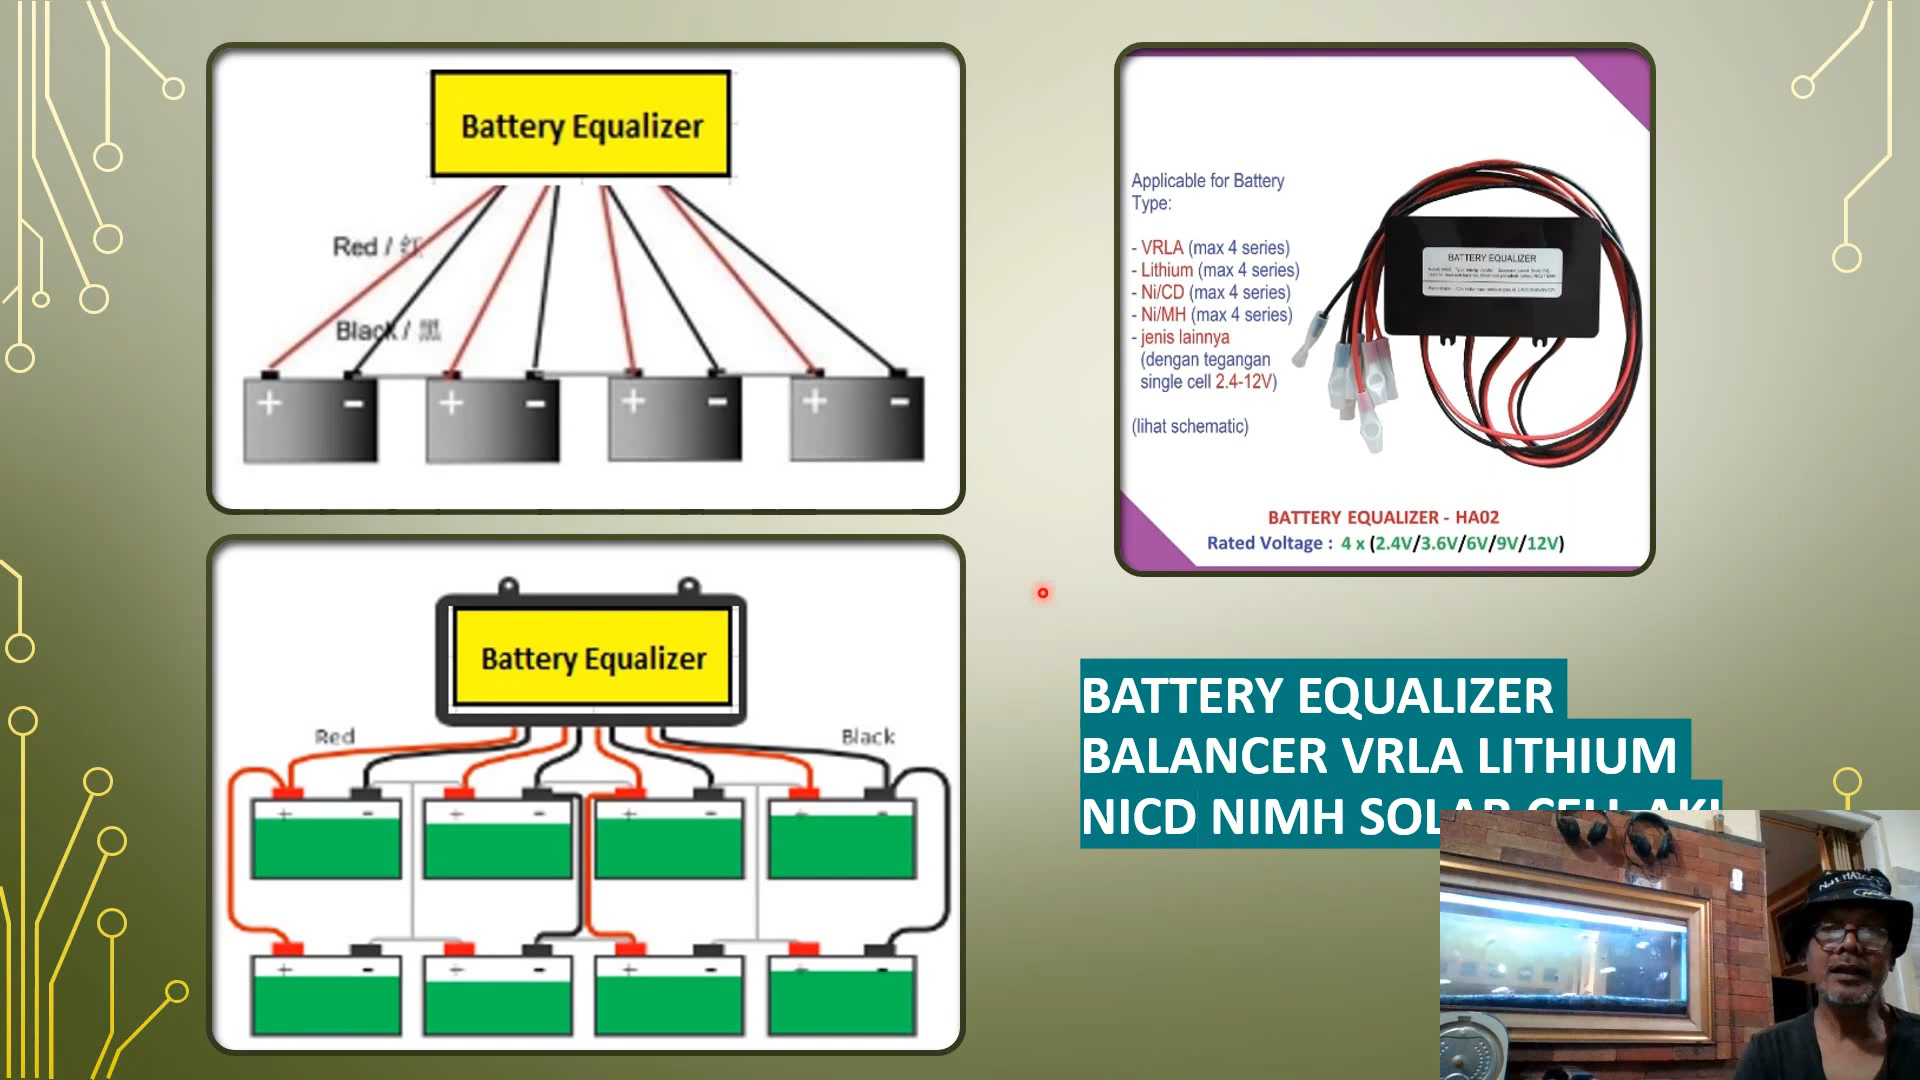 Battery Equalizer
Red / 红
Black / 黑
+ - + - + - + -
Battery Equalizer
Red
Black
+ - + - + - + -
+ - + - + - + -
Applicable for Battery
Type:
- VRLA (max 4 series)
- Lithium (max 4 series)
- Ni/CD (max 4 series)
- Ni/MH (max 4 series)
- jenis lainnya
(dengan tegangan
single cell 2.4-12V)
(lihat schematic)
BATTERY EQUALIZER
BATTERY EQUALIZER - HA02
Rated Voltage : 4 x (2.4V/3.6V/6V/9V/12V)
BATTERY EQUALIZER
BALANCER VRLA LITHIUM
NICD NIMH SOLAR CELL AKI